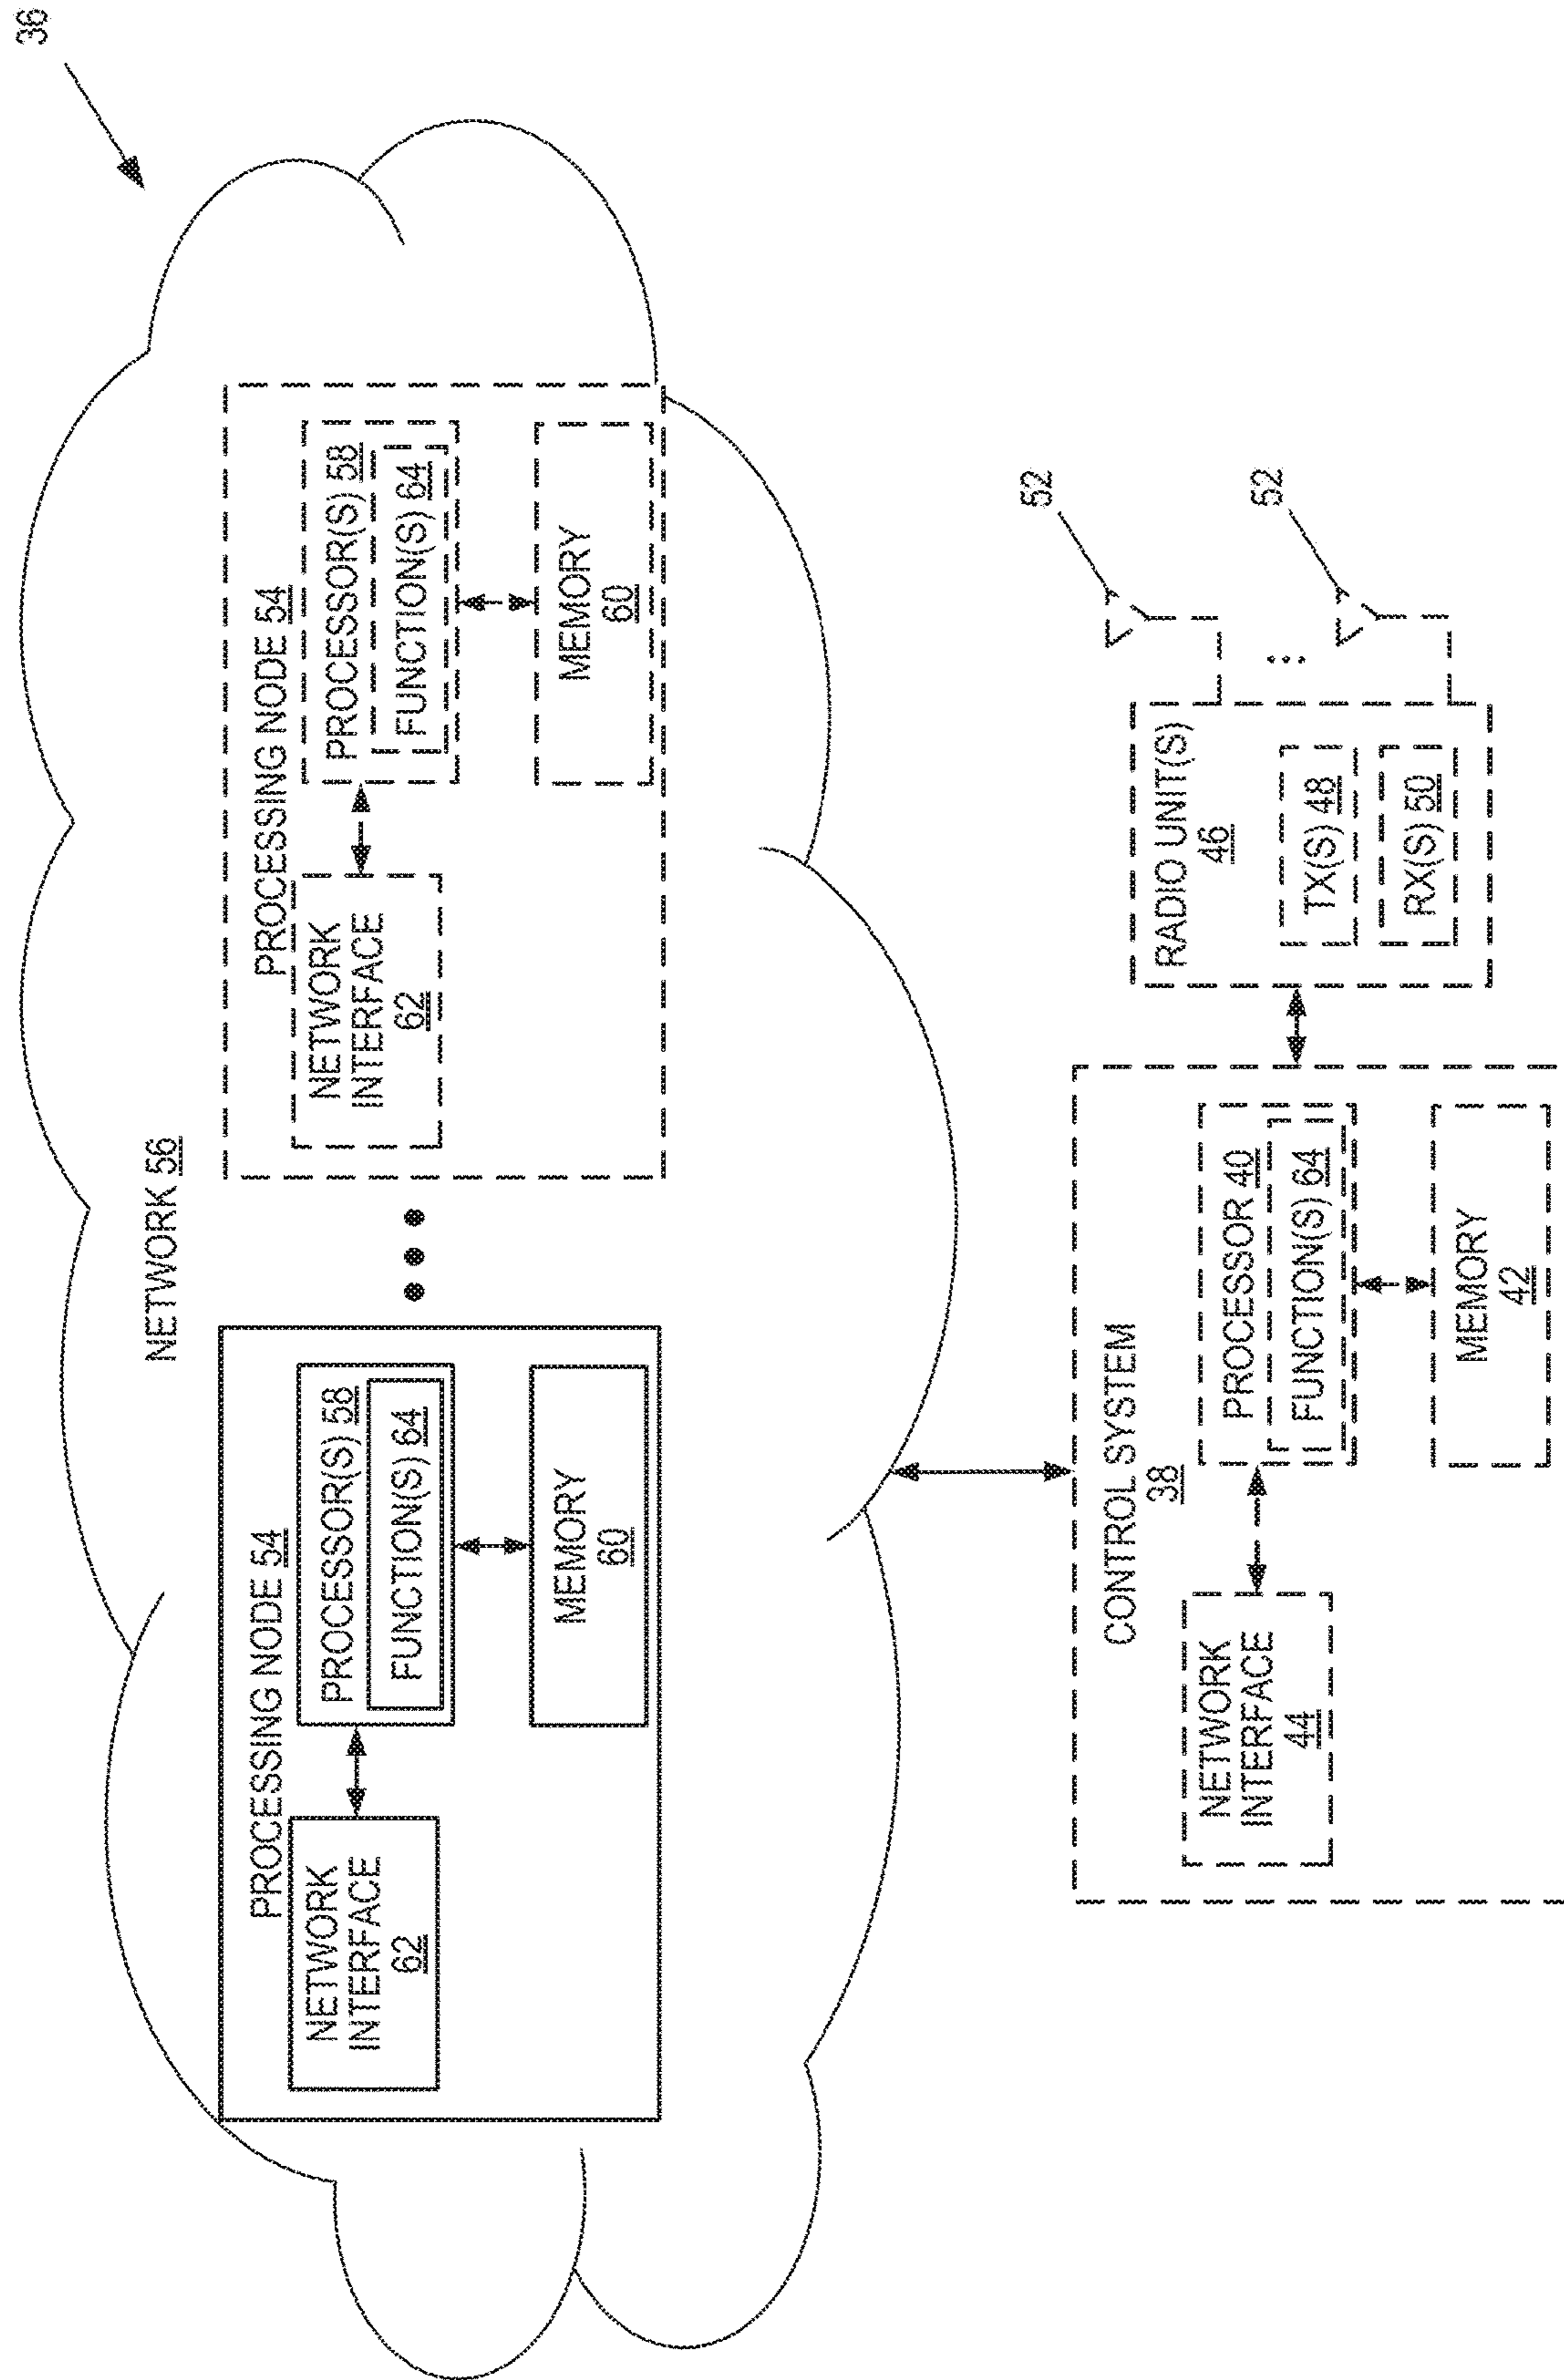 36
NETWORK 56
PROCESSING NODE 54
NETWORK
INTERFACE
62
PROCESSOR(S) 58
FUNCTION(S) 64
MEMORY
60
PROCESSING NODE 54
NETWORK
INTERFACE
62
PROCESSOR(S) 58
FUNCTION(S) 64
MEMORY
60
CONTROL SYSTEM
38
NETWORK
INTERFACE
44
PROCESSOR 40
FUNCTION(S) 64
MEMORY
42
RADIO UNIT(S)
46
TX(S) 48
RX(S) 50
52
52